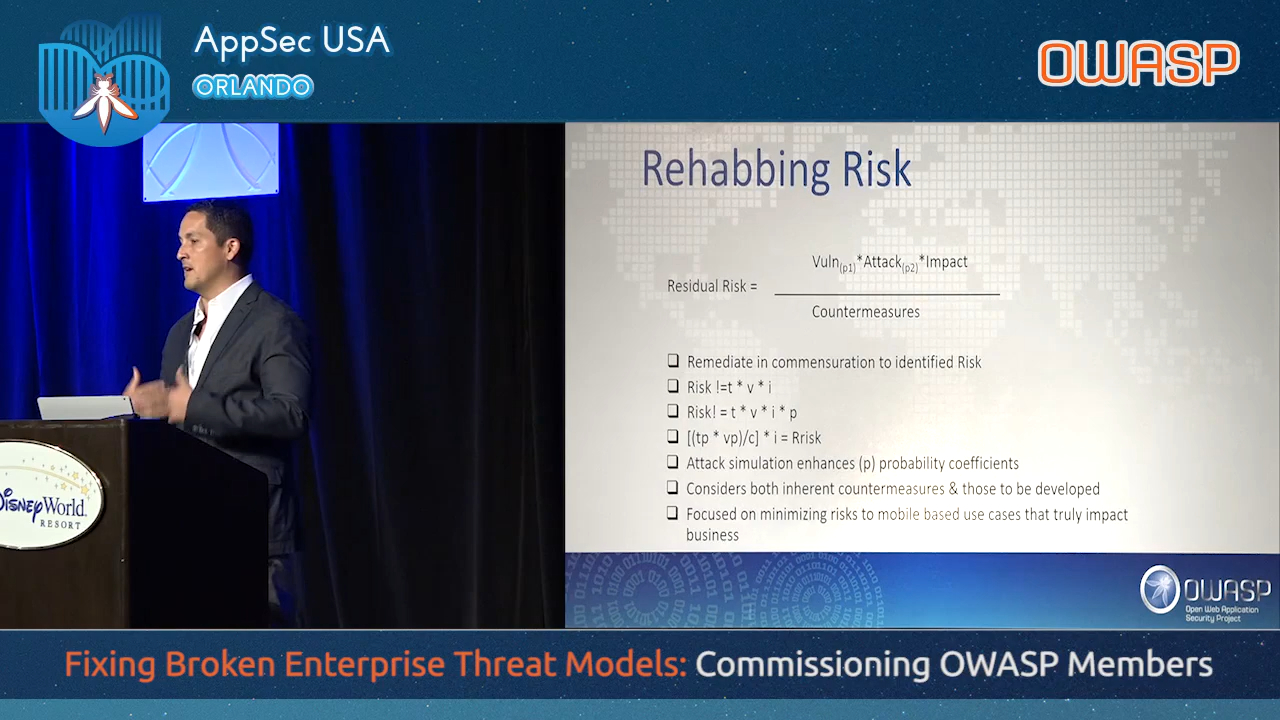 AppSec USA
ORLANDO
OWASP
Rehabbing Risk
Vuln(p1)*Attack(p2)*Impact
Residual Risk =
Countermeasures
❑ Remediate in commensuration to identified Risk
❑ Risk !=t * v * i
❑ Risk! = t * v * i * p
❑ [(tp * vp)/c] * i = Rrisk
❑ Attack simulation enhances (p) probability coefficients
❑ Considers both inherent countermeasures & those to be developed
❑ Focused on minimizing risks to mobile based use cases that truly impact
business
DisneyWorld.
RESORT
OWASP
Open Web Application
Security Project
Fixing Broken Enterprise Threat Models: Commissioning OWASP Members